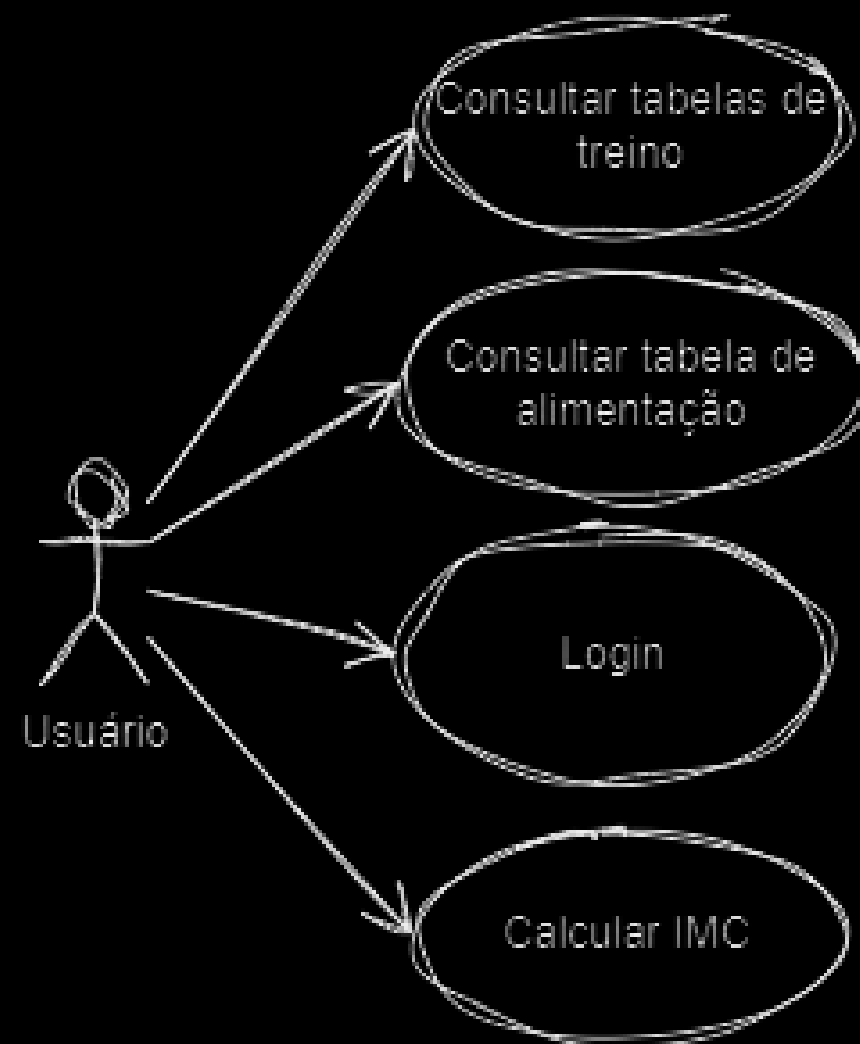 Consultar tabelas de
treino
Consultar tabela de
alimentação
Login
Usuário
Calcular IMC